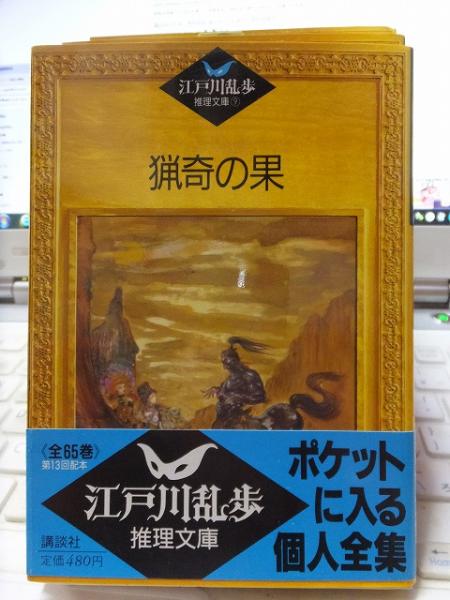 江戸川乱歩
推理文庫⑨
猟奇の果
〈全65巻〉
第13回配本
江戸川乱歩
推理文庫
講談社
定価480円
ポケット
に入る
個人全集